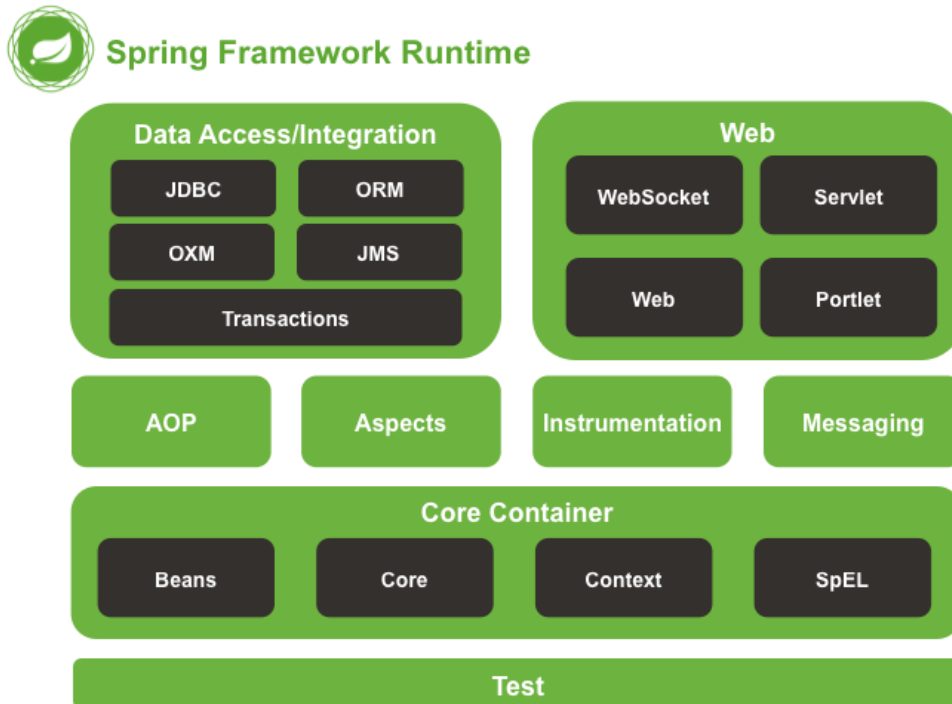 Spring Framework Runtime
Data Access/Integration
JDBC
ORM
OXM
JMS
Transactions
Web
WebSocket
Servlet
Web
Portlet
AOP
Aspects
Instrumentation
Messaging
Core Container
Beans
Core
Context
SpEL
Test